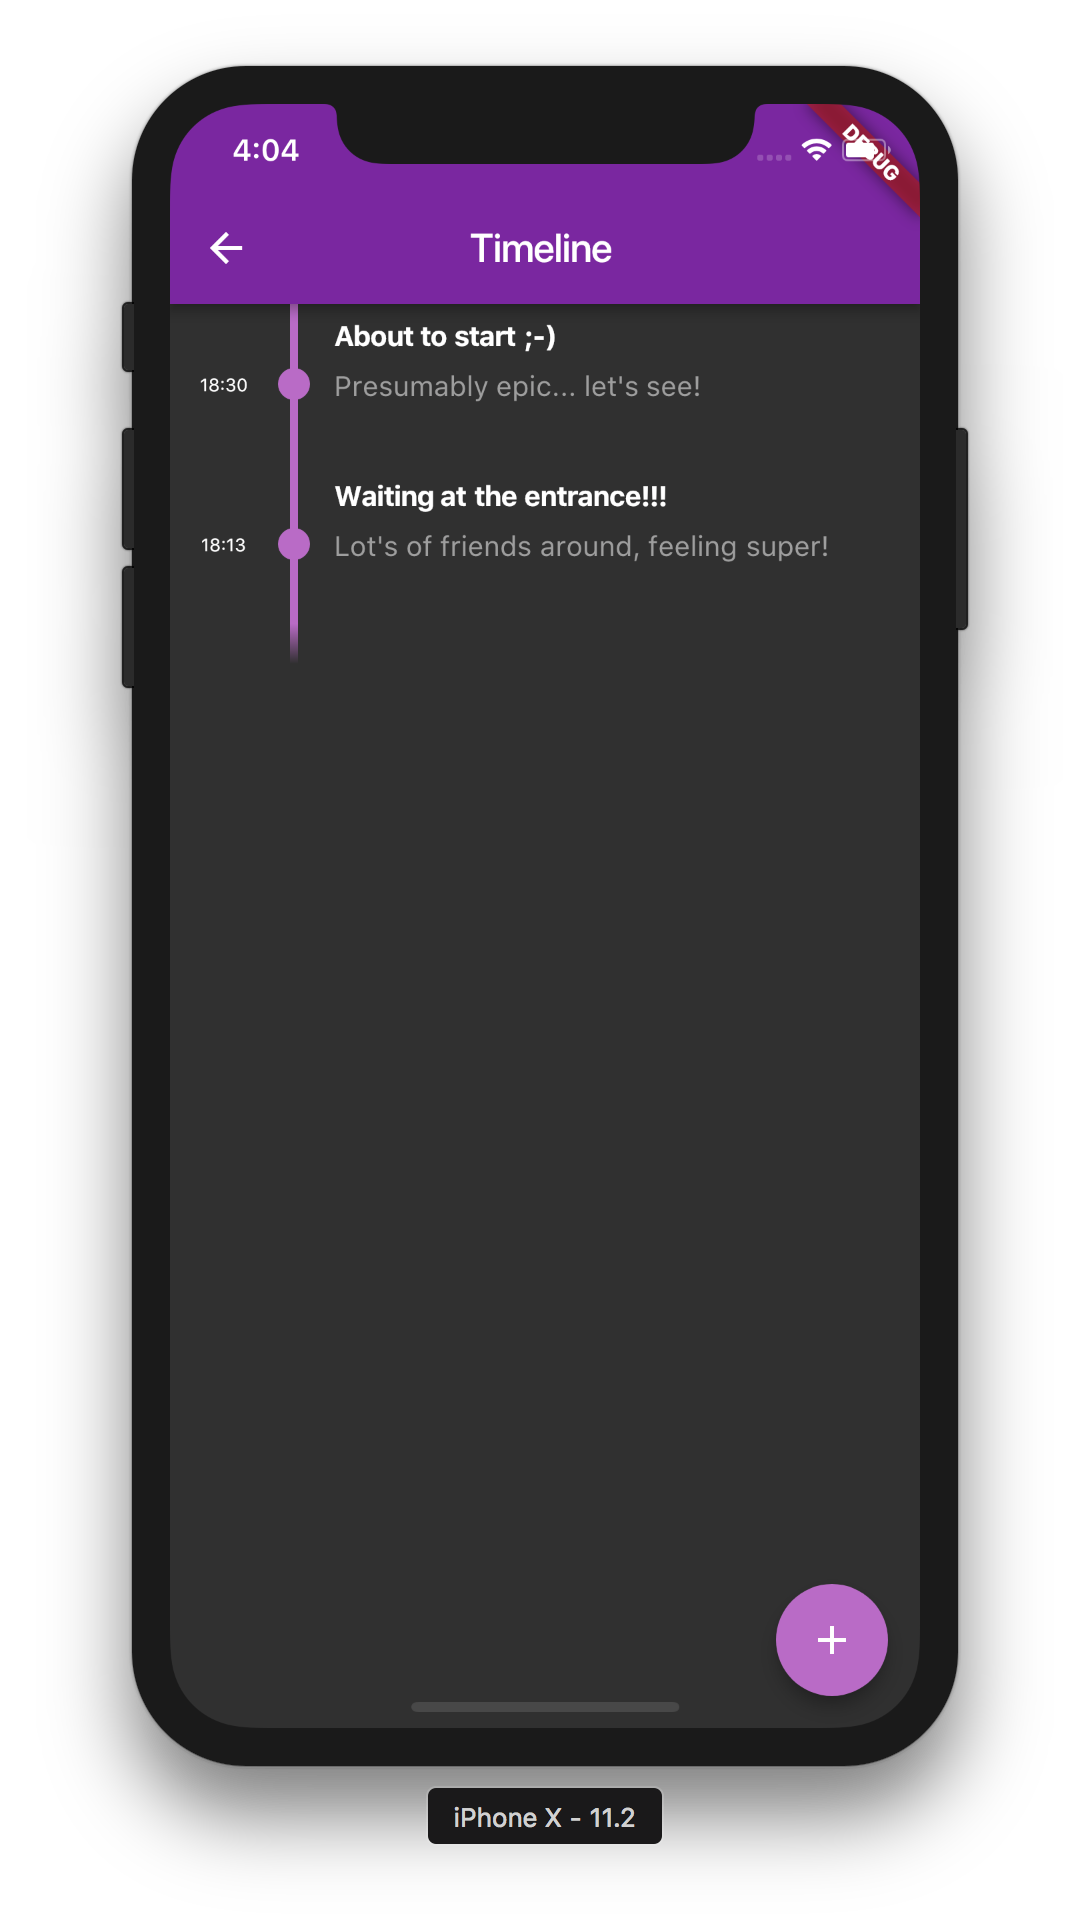 4:04
DEBUG
Timeline
About to start ;-)
18:30
Presumably epic... let's see!
Waiting at the entrance!!!
18:13
Lot's of friends around, feeling super!
iPhone X - 11.2